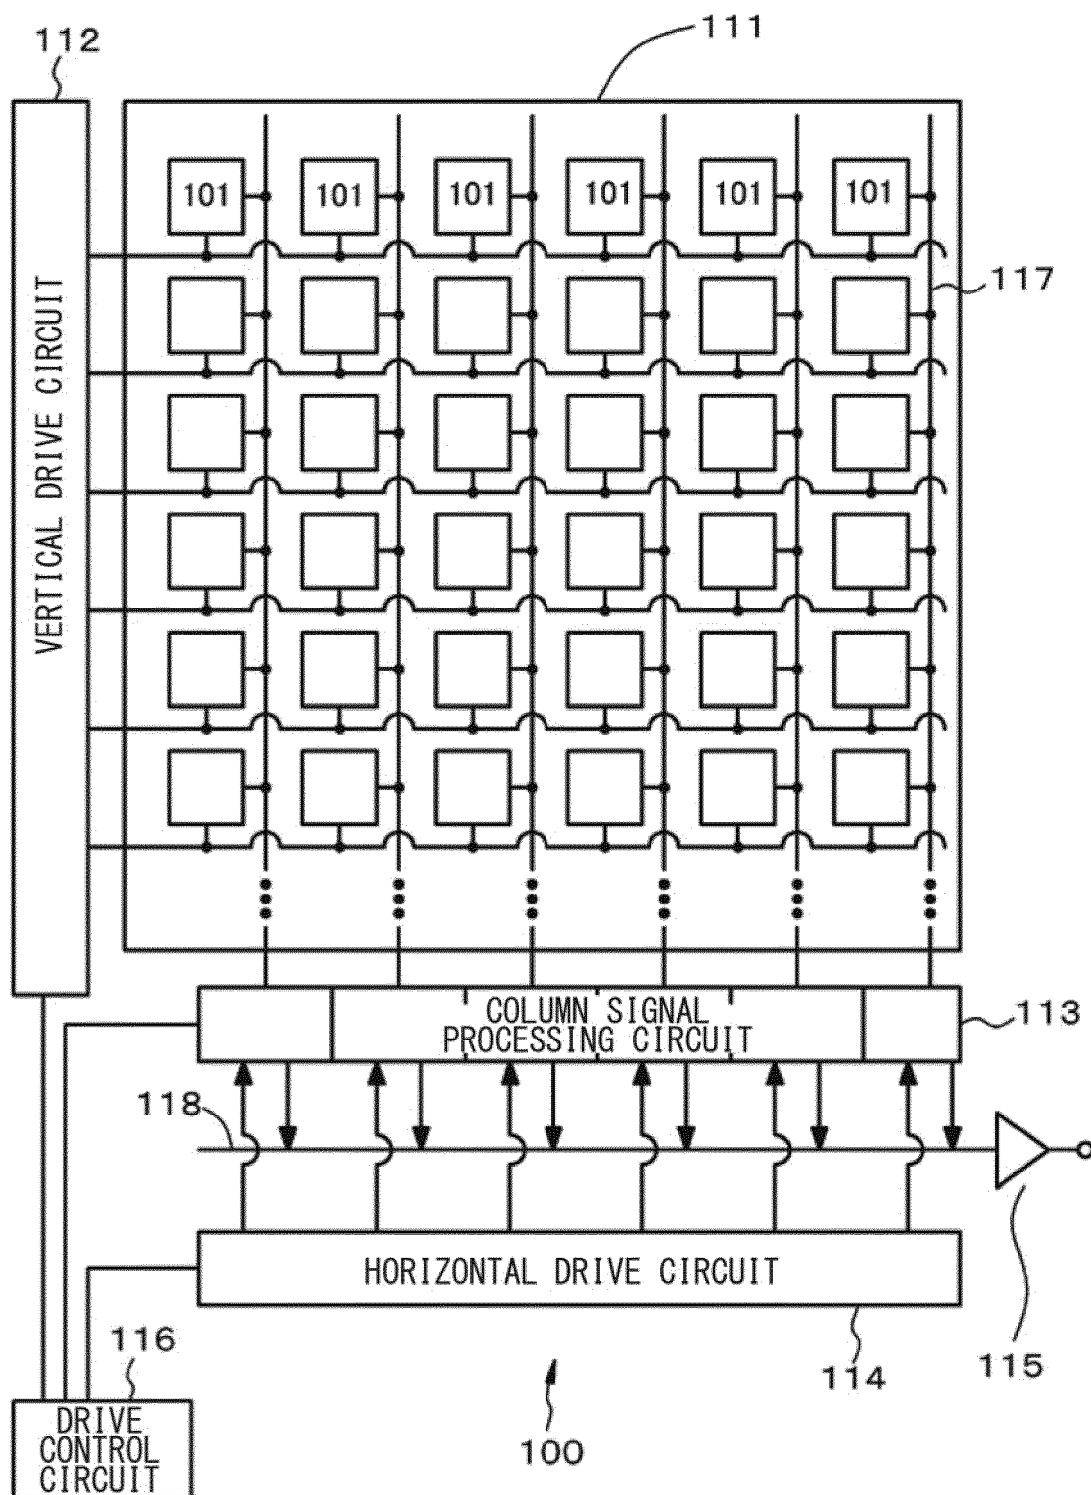 111
112
101 101 101 101 101 101
117
VERTICAL DRIVE CIRCUIT
COLUMN SIGNAL
PROCESSING CIRCUIT
113
118
HORIZONTAL DRIVE CIRCUIT
116
114
115
DRIVE
CONTROL
CIRCUIT
100